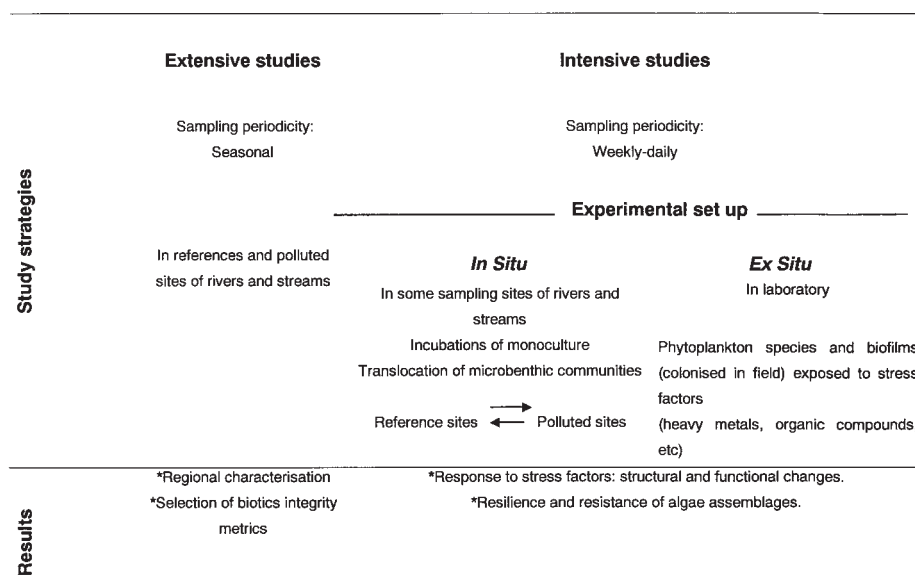 Extensive studies
Intensive studies
Sampling periodicity:
Seasonal
Sampling periodicity:
Weekly-daily
Study strategies
Experimental set up
In references and polluted
sites of rivers and streams
In Situ
In some sampling sites of rivers and
streams
Incubations of monoculture
Translocation of microbenthic communities
Reference sites
Polluted sites
Ex Situ
In laboratory
Phytoplankton species and biofilms
(colonised in field) exposed to stress
factors
(heavy metals, organic compounds
etc)
Results
*Regional characterisation
*Selection of biotics integrity
metrics
*Response to stress factors: structural and functional changes.
*Resilience and resistance of algae assemblages.